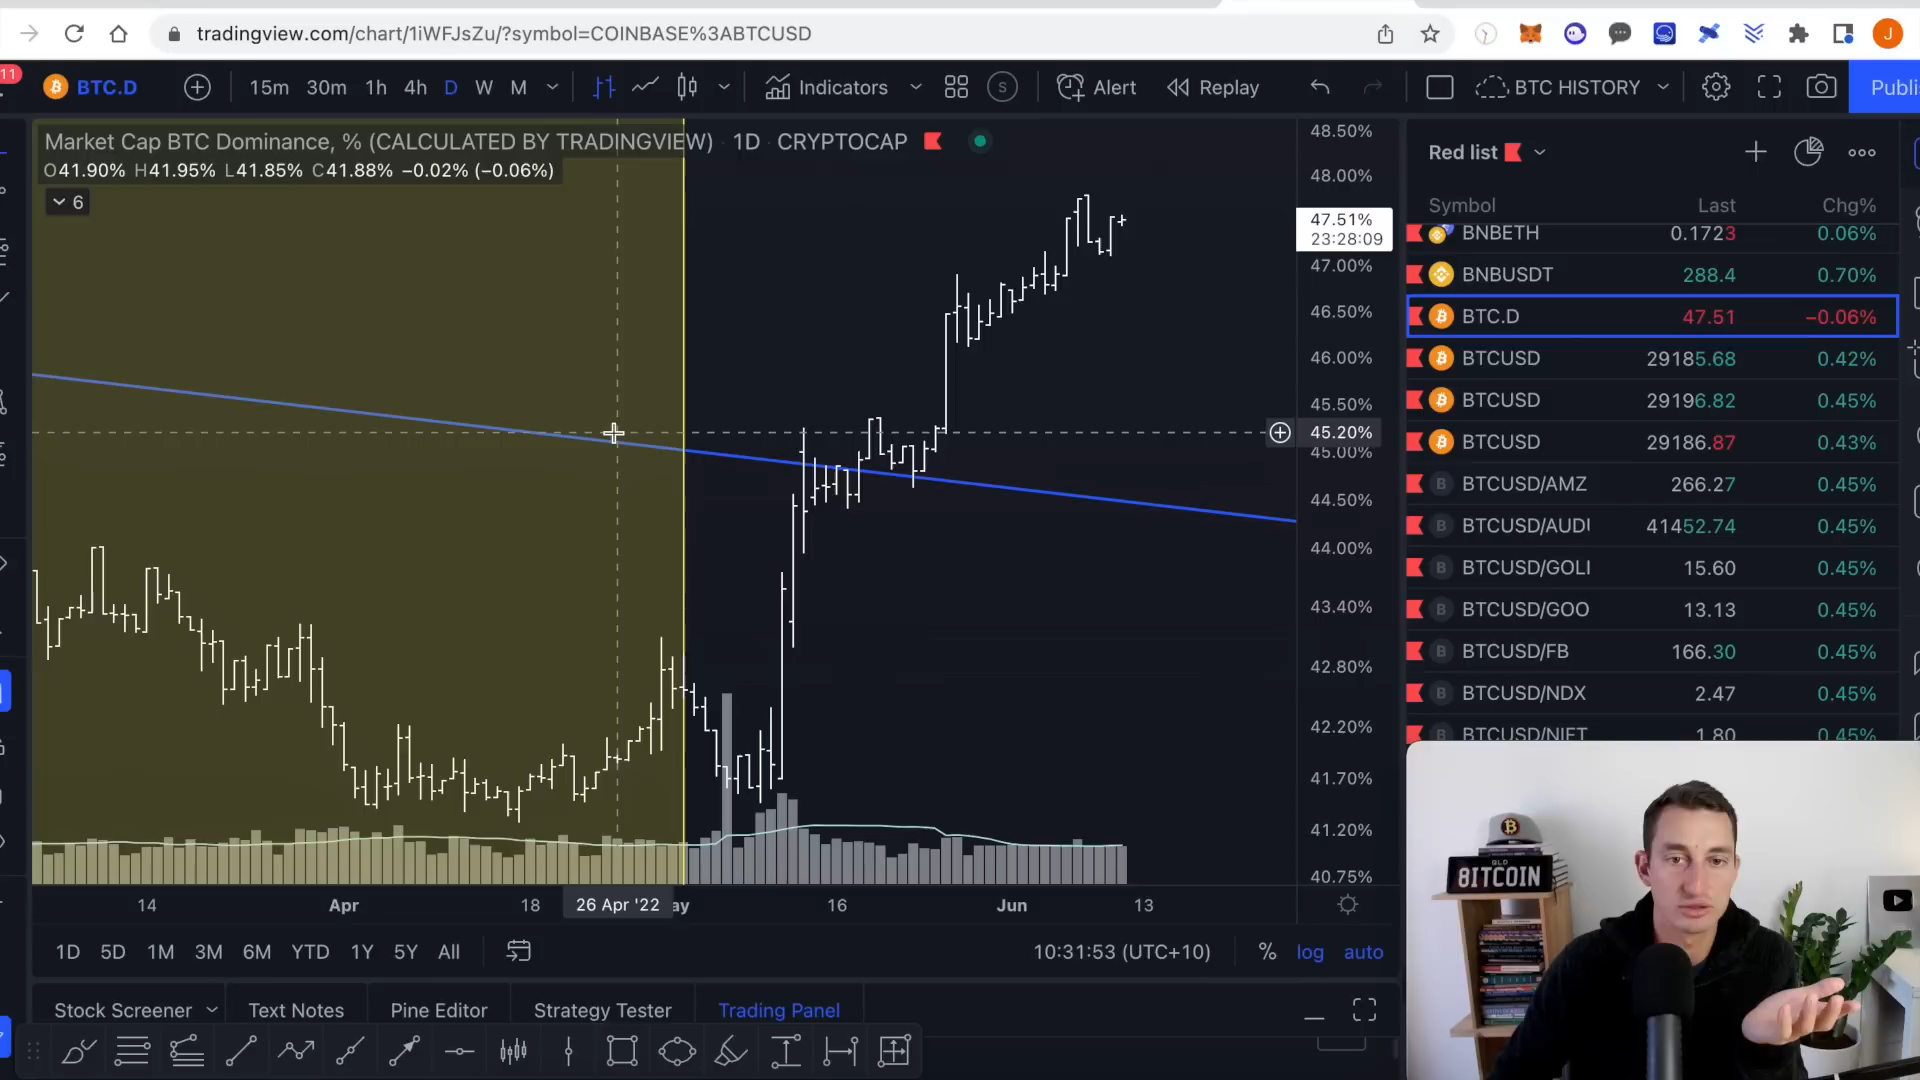 tradingview.com/chart/1iWFJsZu/?symbol=COINBASE%3ABTCUSD
J
11
BTC.D
15m 30m 1h 4h D W M
Indicators
S
Alert
Replay
BTC HISTORY
Market Cap BTC Dominance, % (CALCULATED BY TRADINGVIEW) · 1D · CRYPTOCAP
O41.90% H41.95% L41.85% C41.88% −0.02% (−0.06%)
6
48.50%
48.00%
47.51%
23:28:09
47.00%
46.50%
46.00%
45.50%
45.20%
45.00%
44.50%
44.00%
43.40%
42.80%
42.20%
41.70%
41.20%
40.75%
14 Apr 18 26 Apr '22 ay 16 Jun 13
1D 5D 1M 3M 6M YTD 1Y 5Y All
10:31:53 (UTC+10) % log auto
Stock Screener
Text Notes
Pine Editor
Strategy Tester
Trading Panel
Red list
Symbol Last Chg%
BNBETH 0.1723 0.06%
BNBUSDT 288.4 0.70%
BTC.D 47.51 −0.06%
BTCUSD 29185.68 0.42%
BTCUSD 29196.82 0.45%
BTCUSD 29186.87 0.43%
B BTCUSD/AMZ 266.27 0.45%
B BTCUSD/AUDI 41452.74 0.45%
B BTCUSD/GOLI 15.60 0.45%
B BTCUSD/GOO 13.13 0.45%
B BTCUSD/FB 166.30 0.45%
B BTCUSD/NDX 2.47 0.45%
BTCUSD/NIFT 1.80 0.45%
QLD
8ITCOIN